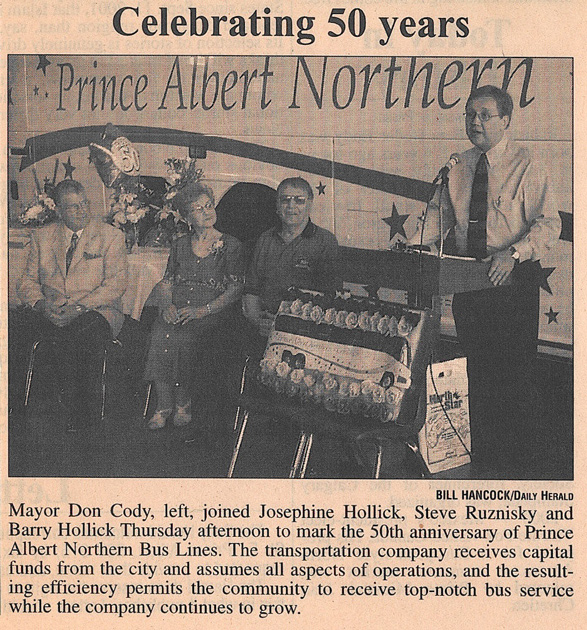 Celebrating 50 years
Prince Albert Northern
North
Star
BILL HANCOCK/DAILY HERALD
Mayor Don Cody, left, joined Josephine Hollick, Steve Ruznisky and
Barry Hollick Thursday afternoon to mark the 50th anniversary of Prince
Albert Northern Bus Lines. The transportation company receives capital
funds from the city and assumes all aspects of operations, and the result-
ing efficiency permits the community to receive top-notch bus service
while the company continues to grow.